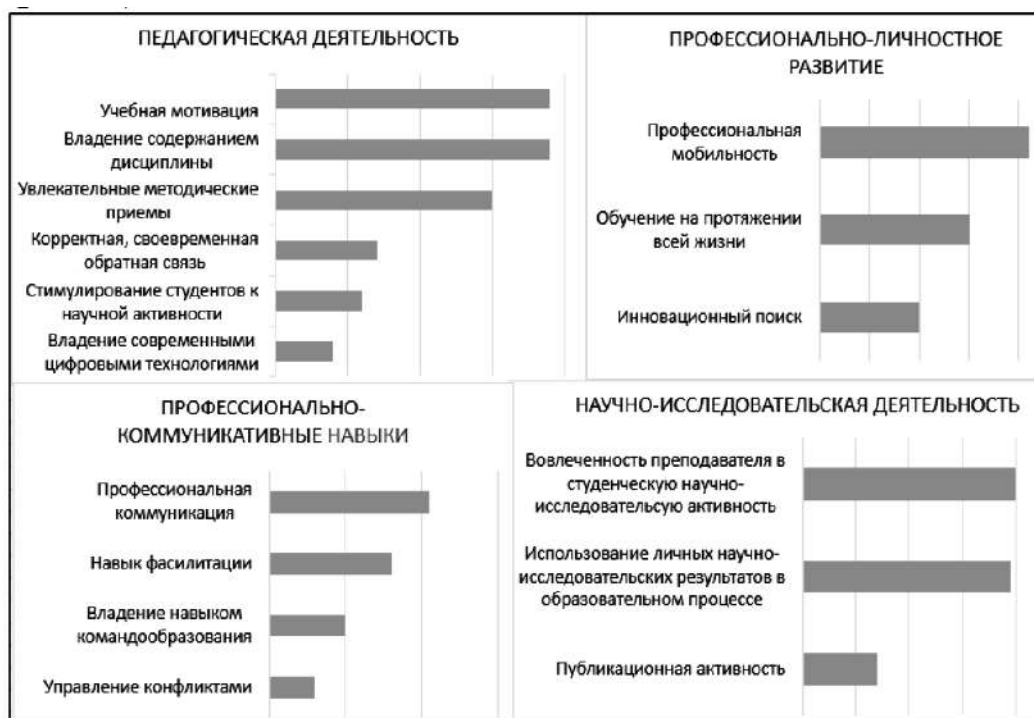 ПЕДАГОГИЧЕСКАЯ ДЕЯТЕЛЬНОСТЬ
Учебная мотивация
Владение содержанием
дисциплины
Увлекательные методические
приемы
Корректная, своевременная
обратная связь
Стимулирование студентов к
научной активности
Владение современными
цифровыми технологиями
ПРОФЕССИОНАЛЬНО-ЛИЧНОСТНОЕ
РАЗВИТИЕ
Профессиональная
мобильность
Обучение на протяжении
всей жизни
Инновационный поиск
ПРОФЕССИОНАЛЬНО-
КОММУНИКАТИВНЫЕ НАВЫКИ
Профессиональная
коммуникация
Навык фасилитации
Владение навыком
командообразования
Управление конфликтами
НАУЧНО-ИССЛЕДОВАТЕЛЬСКАЯ ДЕЯТЕЛЬНОСТЬ
Вовлеченность преподавателя в
студенческую научно-
исследовательсую активность
Использование личных научно-
исследовательских результатов в
образовательном процессе
Публикационная активность